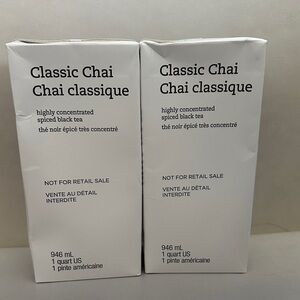 Classic Chai
Chai classique
highly concentrated
spiced black tea
thé noir épicé très concentré
NOT FOR RETAIL SALE
VENTE AU DÉTAIL
INTERDITE
946 mL
1 quart US
1 pinte américaine
Classic Chai
Chai classique
highly concentrated
spiced black tea
thé noir épicé très concentré
NOT FOR RETAIL SALE
VENTE AU DÉTAIL
INTERDITE
946 mL
1 quart US
1 pinte américaine